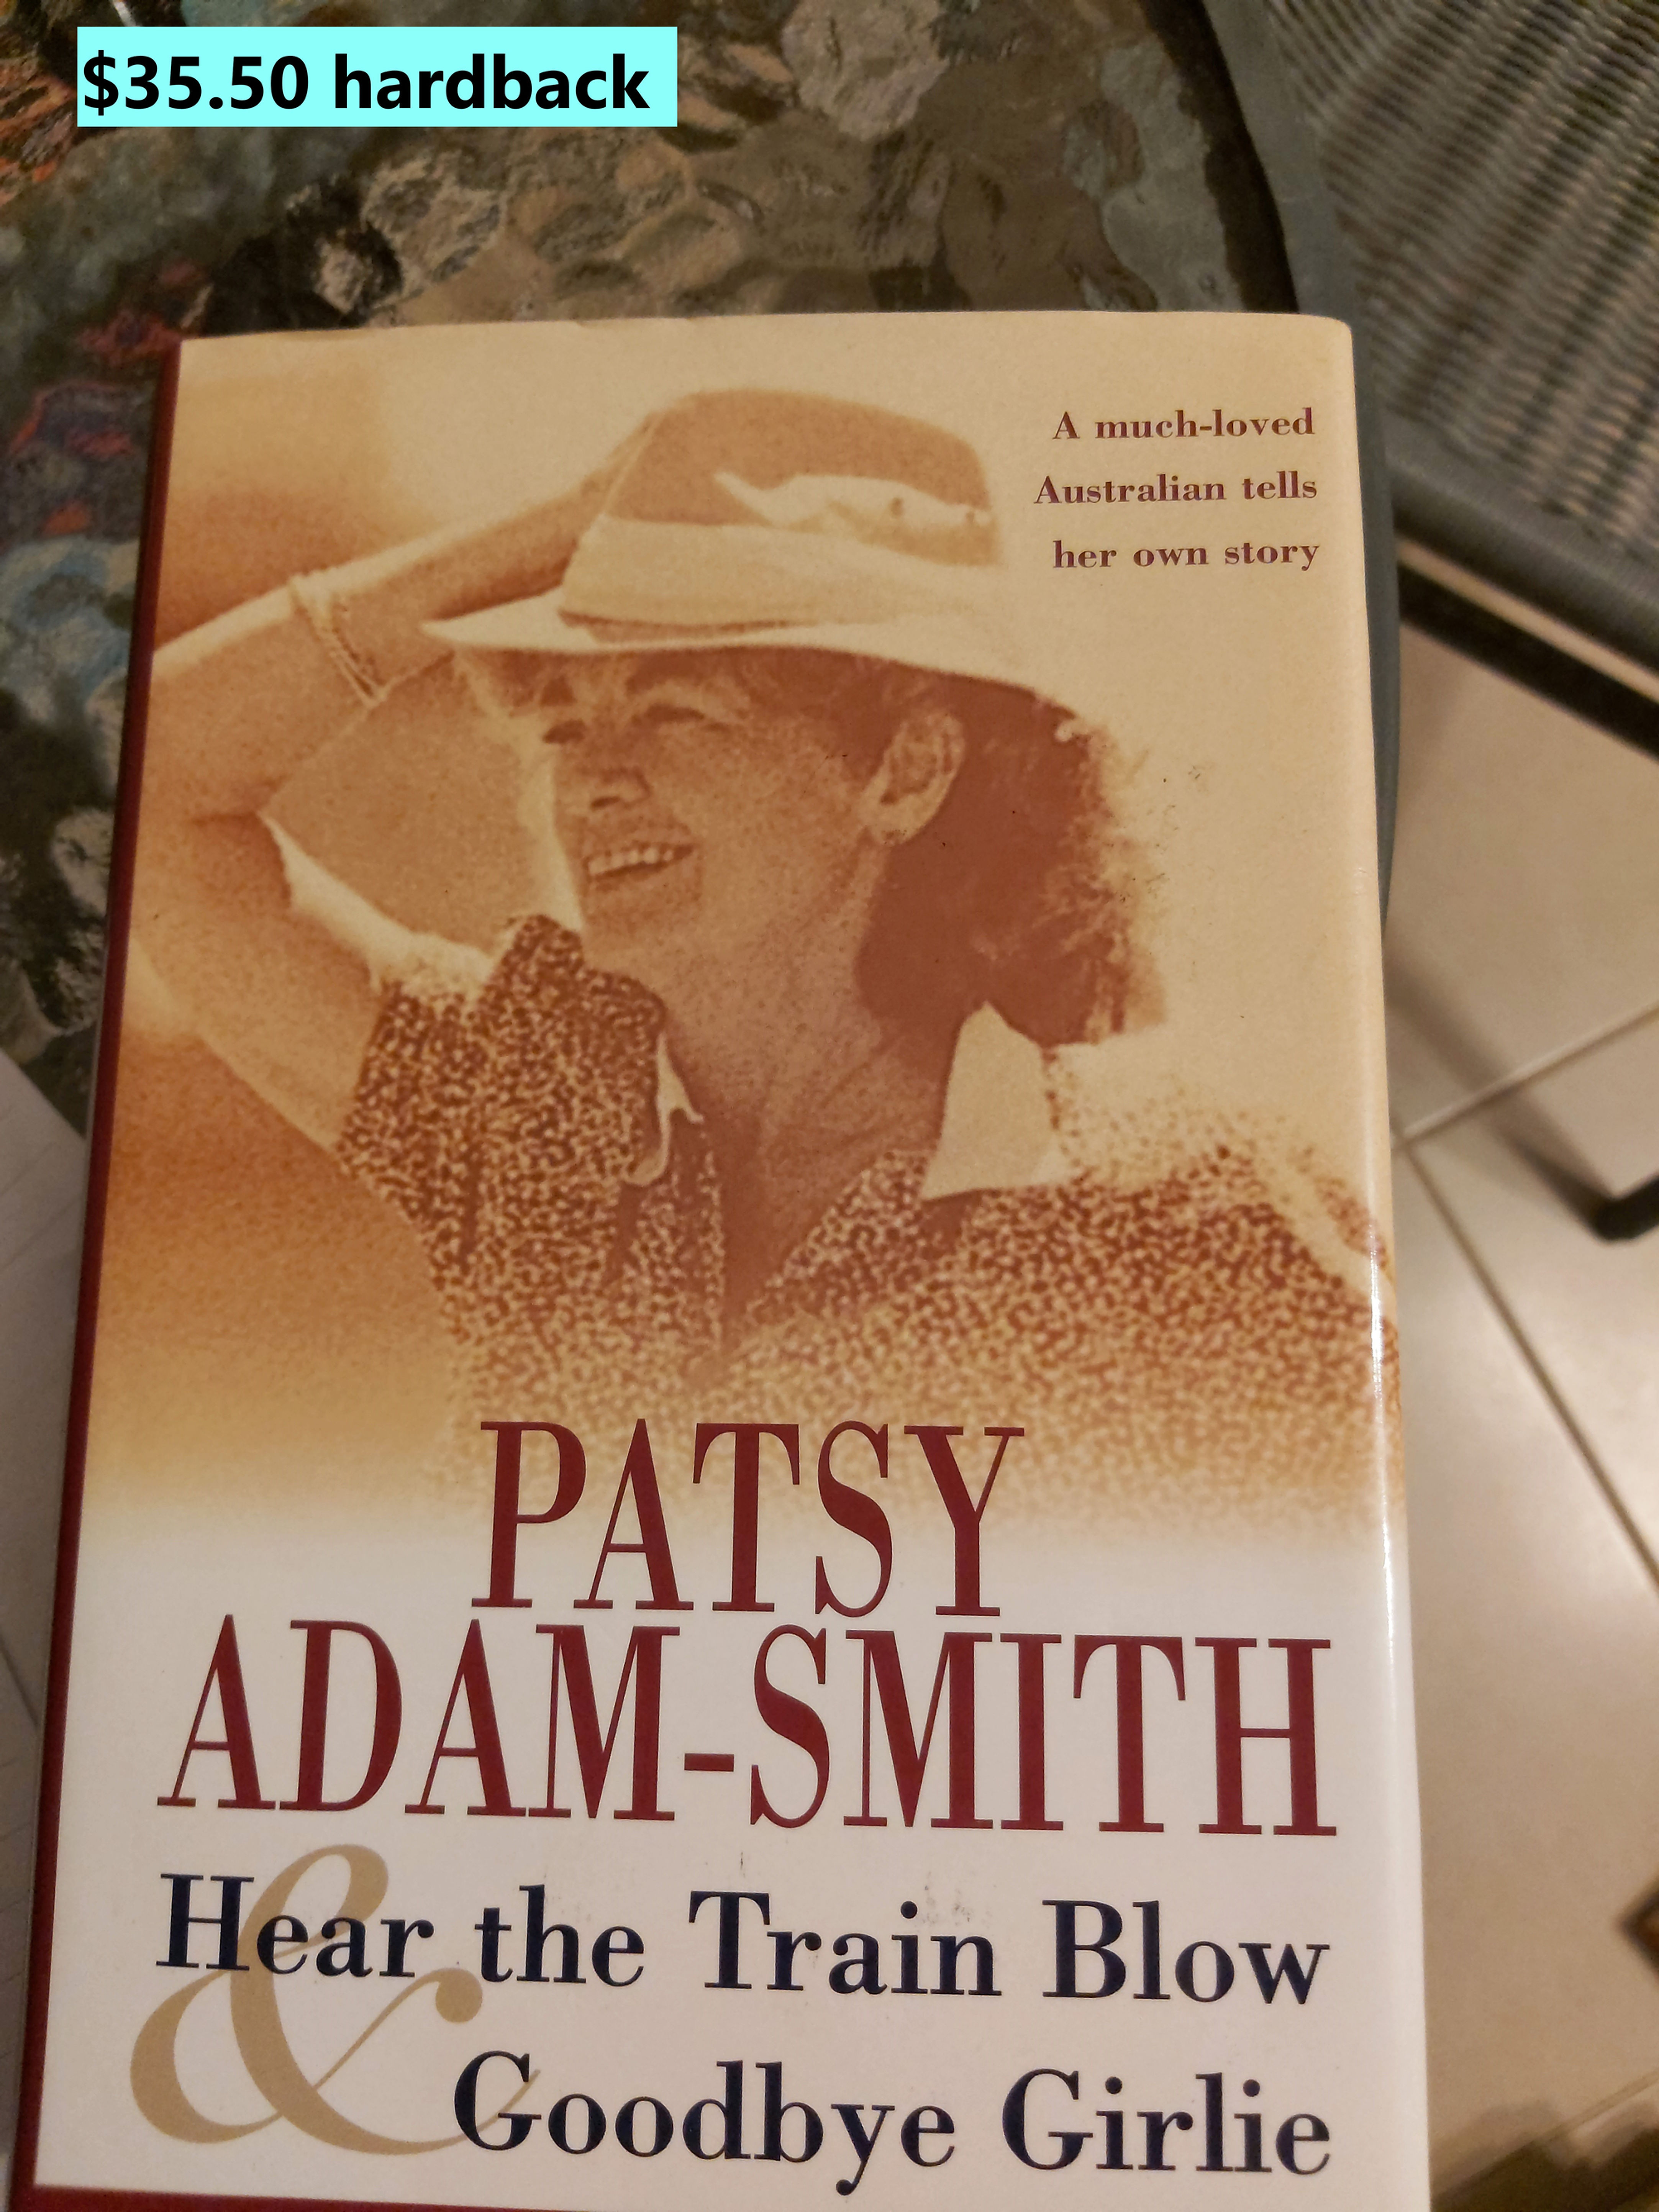 $35.50 hardback
A much-loved
Australian tells
her own story
PATSY
ADAM-SMITH
Hear the Train Blow
&
Goodbye Girlie